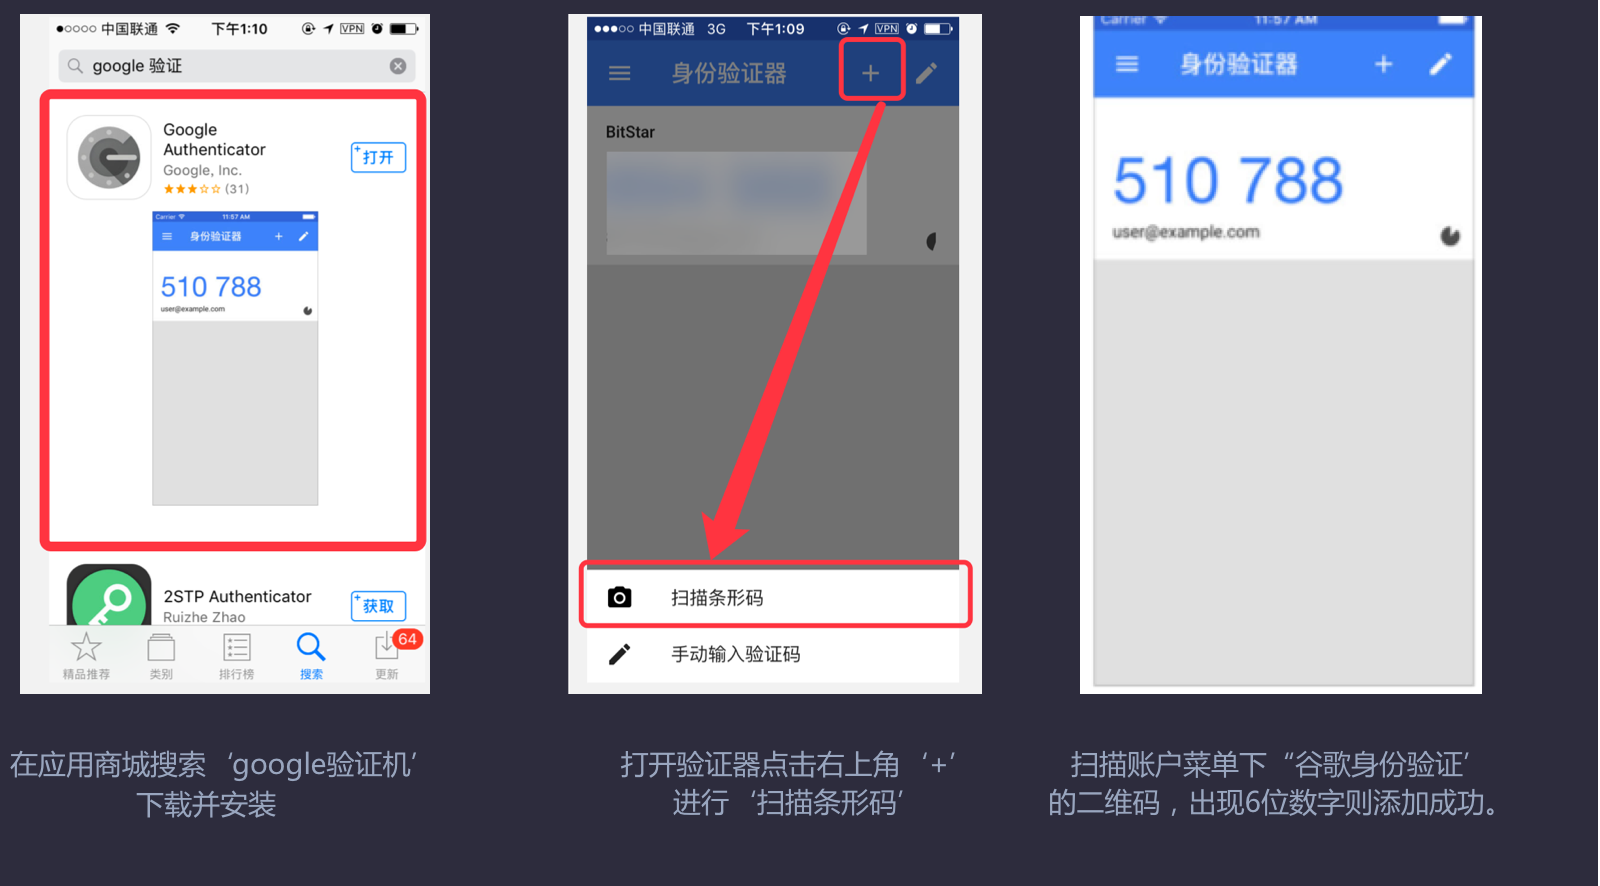 中国联通
下午1:10
VPN
google 验证
Google
Authenticator
Google, Inc.
(31)
打开
Carrier
11:57 AM
身份验证器
510 788
user@example.com
2STP Authenticator
Ruizhe Zhao
获取
64
精品推荐
类别
排行榜
搜索
更新
在应用商城搜索‘google验证机’
下载并安装
中国联通 3G 下午1:09
VPN
身份验证器
BitStar
扫描条形码
手动输入验证码
打开验证器点击右上角‘+’
进行‘扫描条形码’
Carrier
11:57 AM
身份验证器
510 788
user@example.com
扫描账户菜单下“谷歌身份验证’
的二维码，出现6位数字则添加成功。